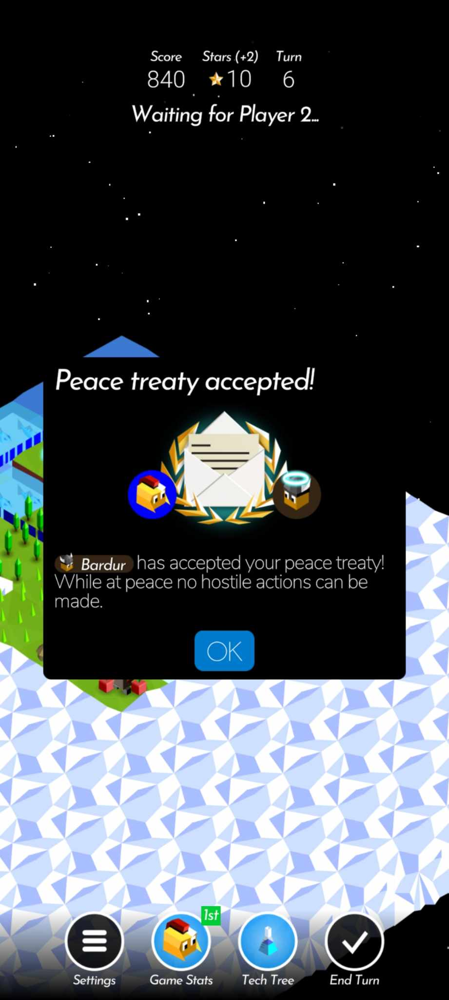 Score Stars (+2) Turn
840 10 6
Waiting for Player 2...
Peace treaty accepted!
Bardur has accepted your peace treaty!
While at peace no hostile actions can be
made.
OK
1st
Settings Game Stats Tech Tree End Turn